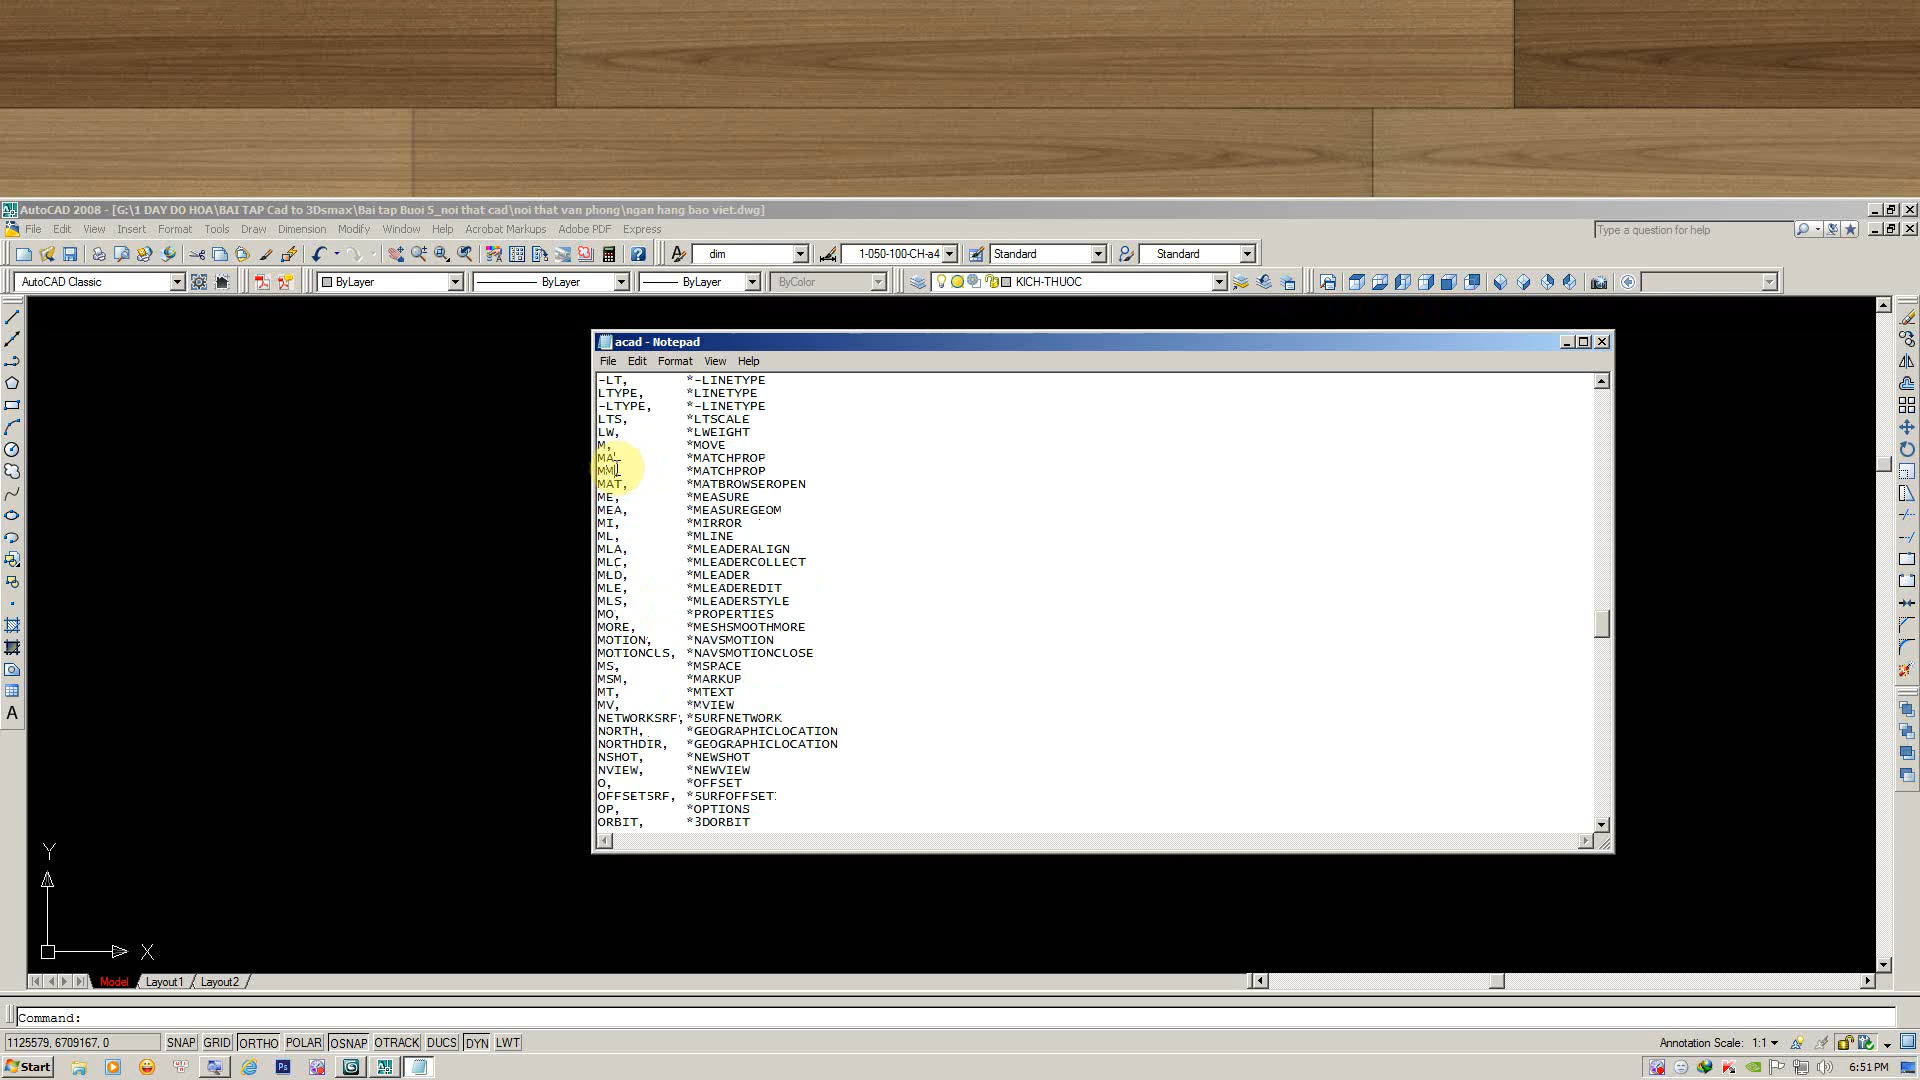 AutoCAD 2008 - [G:\1 DAY DO HOA\BAI TAP Cad to 3Dsmax\Bai tap Buoi 5_noi that cad\noi that van phong\ngan hang bao viet.dwg]
File Edit View Insert Format Tools Draw Dimension Modify Window Help Acrobat Markups Adobe PDF Express
Type a question for help
dim 1-050-100-CH-a4 Standard Standard
AutoCAD Classic ByLayer ByLayer ByLayer ByColor KICH-THUOC
acad - Notepad
File Edit Format View Help
-LT, *-LINETYPE
LTYPE, *LINETYPE
-LTYPE, *-LINETYPE
LTS, *LTSCALE
LW, *LWEIGHT
M, *MOVE
MA, *MATCHPROP
MM, *MATCHPROP
MAT, *MATBROWSEROPEN
ME, *MEASURE
MEA, *MEASUREGEOM
MI, *MIRROR
ML, *MLINE
MLA, *MLEADERALIGN
MLC, *MLEADERCOLLECT
MLD, *MLEADER
MLE, *MLEADEREDIT
MLS, *MLEADERSTYLE
MO, *PROPERTIES
MORE, *MESHSMOOTHMORE
MOTION, *NAVSMOTION
MOTIONCLS, *NAVSMOTIONCLOSE
MS, *MSPACE
MSM, *MARKUP
MT, *MTEXT
MV, *MVIEW
NETWORKSRF, *SURFNETWORK
NORTH, *GEOGRAPHICLOCATION
NORTHDIR, *GEOGRAPHICLOCATION
NSHOT, *NEWSHOT
NVIEW, *NEWVIEW
O, *OFFSET
OFFSETSRF, *SURFOFFSET
OP, *OPTIONS
ORBIT, *3DORBIT
A
Y
X
Model Layout1 Layout2
Command:
1125579, 6709167, 0 SNAP GRID ORTHO POLAR OSNAP OTRACK DUCS DYN LWT Annotation Scale: 1:1
Start Ps 6:51 PM